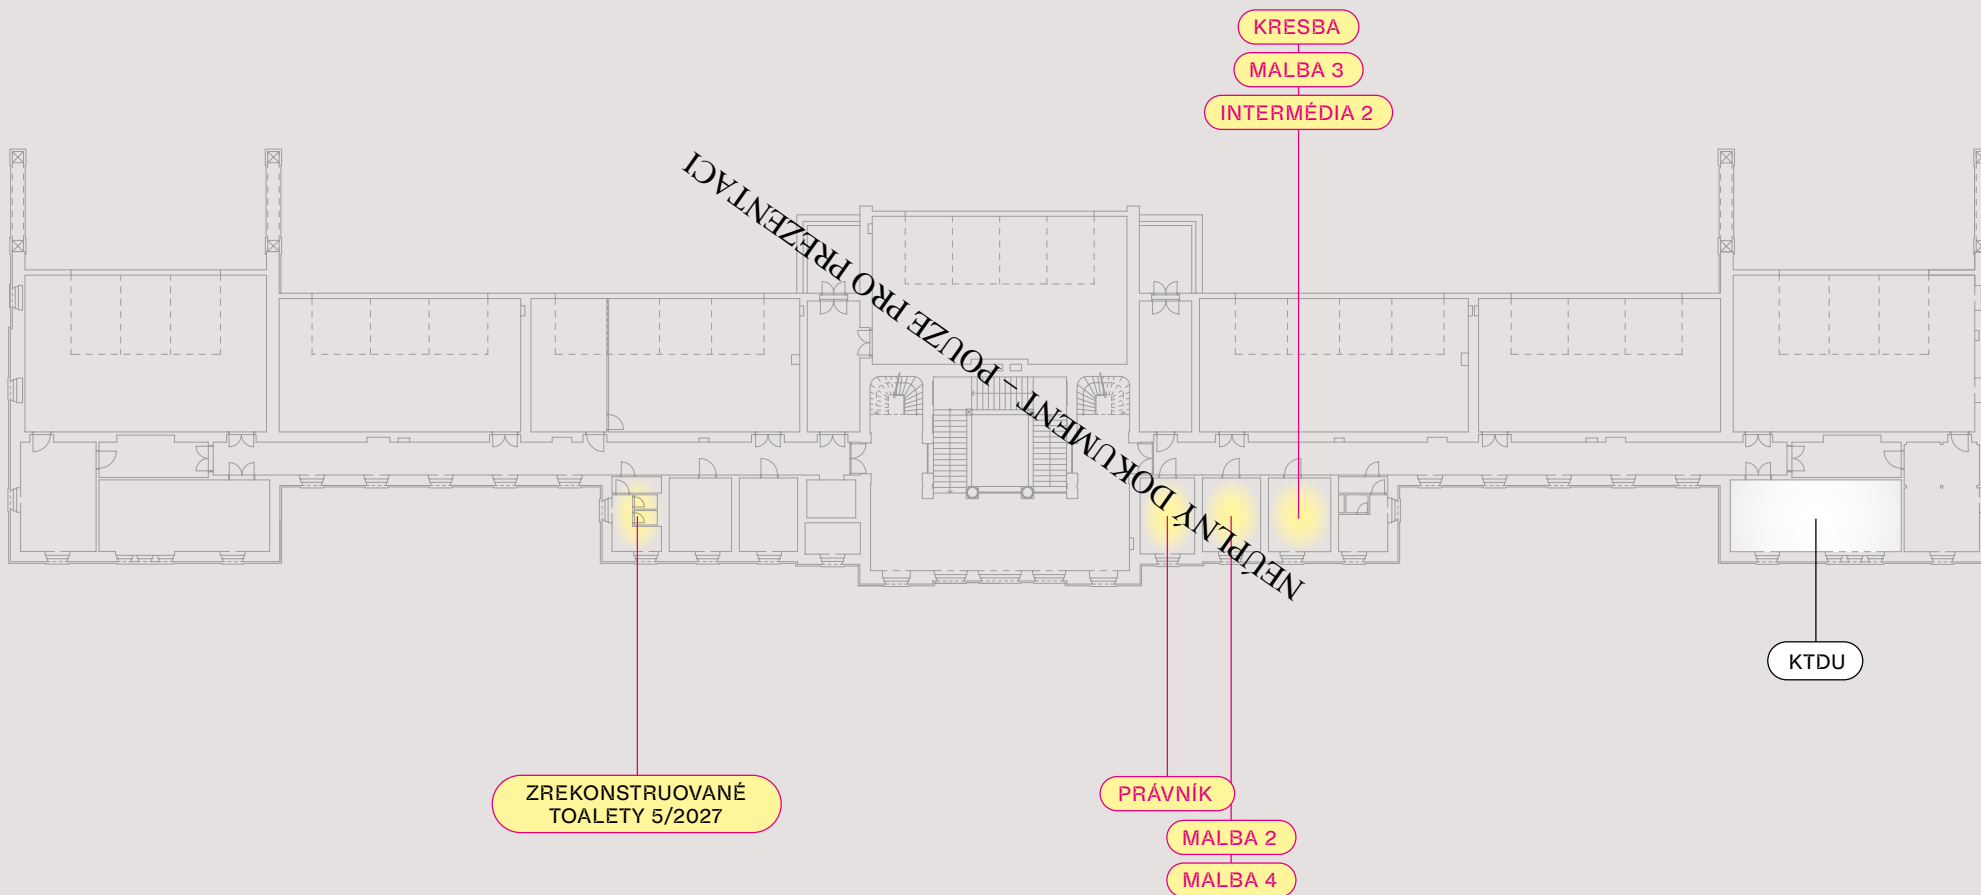 KRESBA
MALBA 3
INTERMÉDIA 2
NEÚPLNÝ DOKUMENT – POUZE PRO PREZENTACI
KTDU
ZREKONSTRUOVANÉ
TOALETY 5/2027
PRÁVNÍK
MALBA 2
MALBA 4